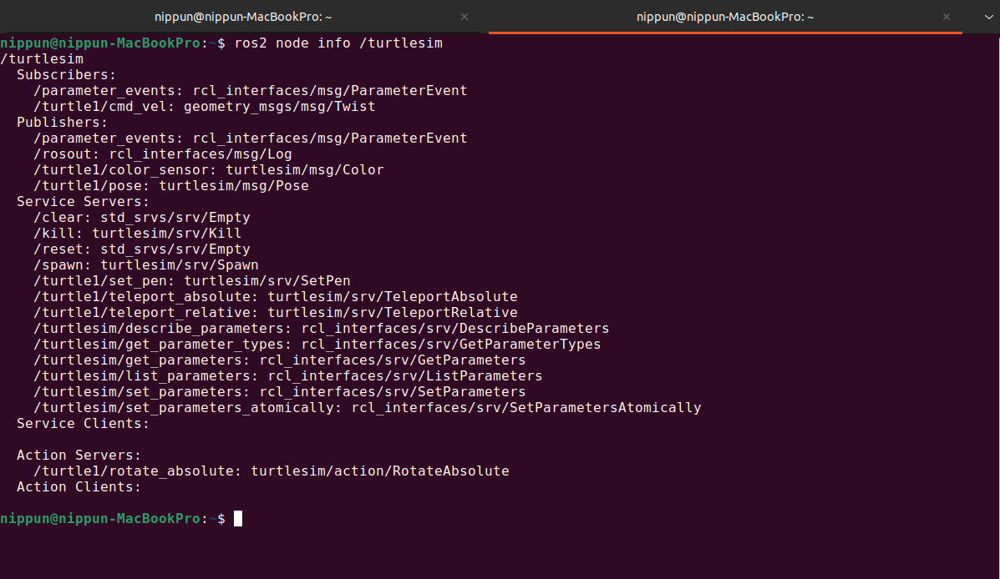 nippun@nippun-MacBookPro: ~ × nippun@nippun-MacBookPro: ~ ×
nippun@nippun-MacBookPro:~$ ros2 node info /turtlesim
/turtlesim
  Subscribers:
    /parameter_events: rcl_interfaces/msg/ParameterEvent
    /turtle1/cmd_vel: geometry_msgs/msg/Twist
  Publishers:
    /parameter_events: rcl_interfaces/msg/ParameterEvent
    /rosout: rcl_interfaces/msg/Log
    /turtle1/color_sensor: turtlesim/msg/Color
    /turtle1/pose: turtlesim/msg/Pose
  Service Servers:
    /clear: std_srvs/srv/Empty
    /kill: turtlesim/srv/Kill
    /reset: std_srvs/srv/Empty
    /spawn: turtlesim/srv/Spawn
    /turtle1/set_pen: turtlesim/srv/SetPen
    /turtle1/teleport_absolute: turtlesim/srv/TeleportAbsolute
    /turtle1/teleport_relative: turtlesim/srv/TeleportRelative
    /turtlesim/describe_parameters: rcl_interfaces/srv/DescribeParameters
    /turtlesim/get_parameter_types: rcl_interfaces/srv/GetParameterTypes
    /turtlesim/get_parameters: rcl_interfaces/srv/GetParameters
    /turtlesim/list_parameters: rcl_interfaces/srv/ListParameters
    /turtlesim/set_parameters: rcl_interfaces/srv/SetParameters
    /turtlesim/set_parameters_atomically: rcl_interfaces/srv/SetParametersAtomically
  Service Clients:

  Action Servers:
    /turtle1/rotate_absolute: turtlesim/action/RotateAbsolute
  Action Clients:

nippun@nippun-MacBookPro:~$